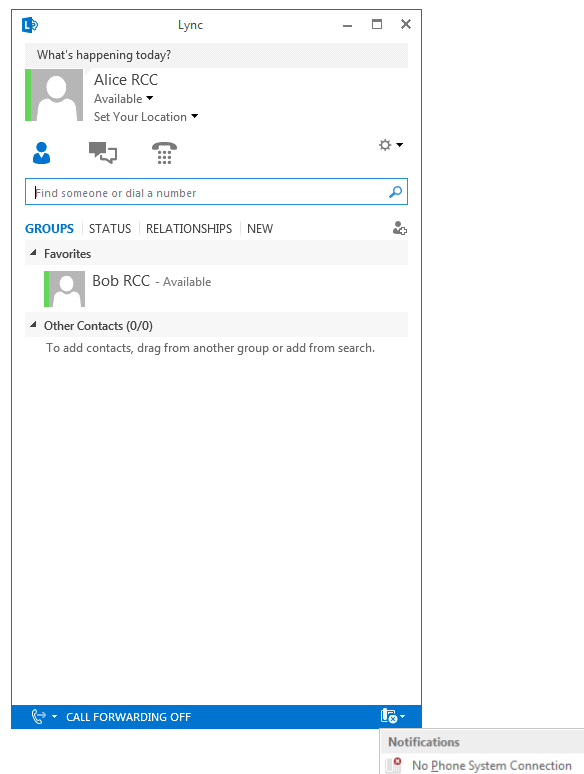 Lync
What's happening today?
Alice RCC
Available
Set Your Location
Find someone or dial a number
GROUPS STATUS RELATIONSHIPS NEW
Favorites
Bob RCC - Available
Other Contacts (0/0)
To add contacts, drag from another group or add from search.
CALL FORWARDING OFF
Notifications
No Phone System Connection